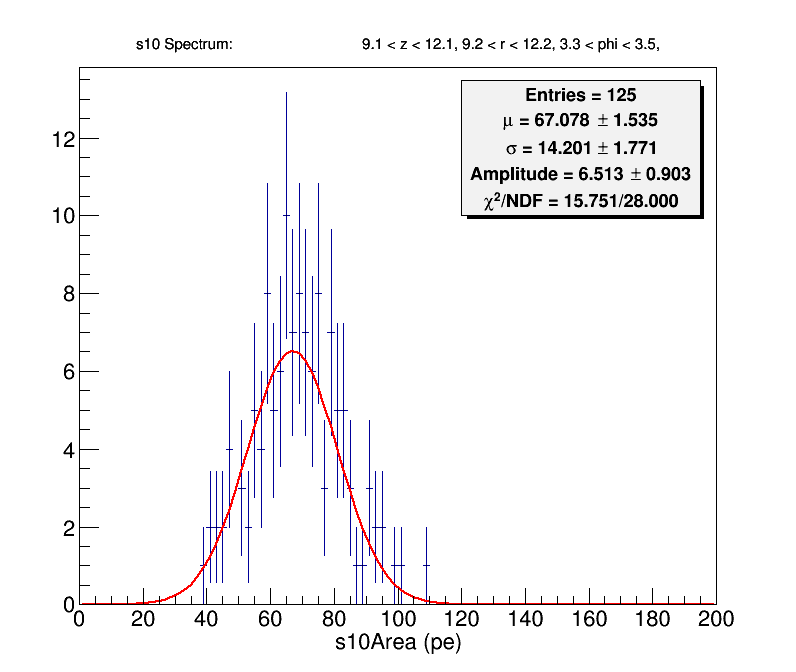 s10 Spectrum: 9.1 < z < 12.1, 9.2 < r < 12.2, 3.3 < phi < 3.5,
Entries = 125
μ = 67.078 ± 1.535
σ = 14.201 ± 1.771
Amplitude = 6.513 ± 0.903
χ²/NDF = 15.751/28.000
12
10
8
6
4
2
0
0 20 40 60 80 100 120 140 160 180 200
s10Area (pe)